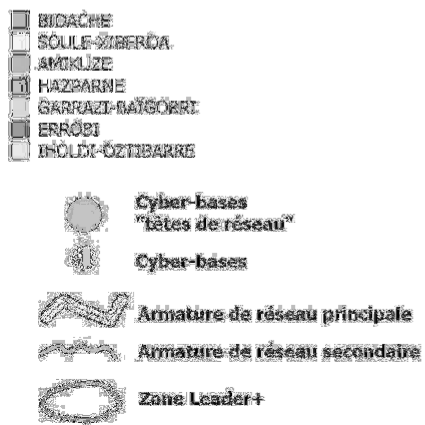 BIDACHE
SOULE-XIBEROA
AMIKUZE
HAZPARNE
GARRAZI-BAIGORRI
ERROBI
IHOLDI-OZTIBARRE
Cyber-bases
"têtes de réseau"
Cyber-bases
Armature de réseau principale
Armature de réseau secondaire
Zone Leader+